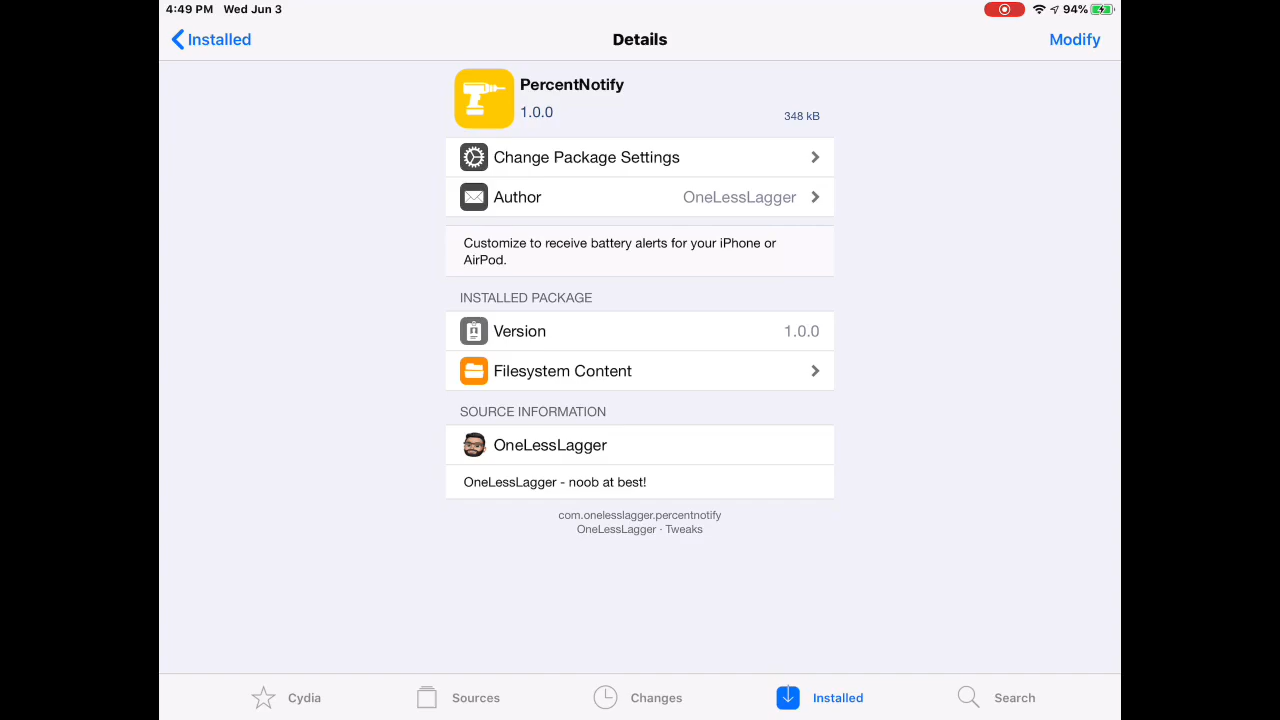 4:49 PM Wed Jun 3
94%
Installed
Details
Modify
PercentNotify
1.0.0
348 kB
Change Package Settings
Author OneLessLagger
Customize to receive battery alerts for your iPhone or
AirPod.
INSTALLED PACKAGE
Version 1.0.0
Filesystem Content
SOURCE INFORMATION
OneLessLagger
OneLessLagger - noob at best!
com.onelesslagger.percentnotify
OneLessLagger · Tweaks
Cydia
Sources
Changes
Installed
Search